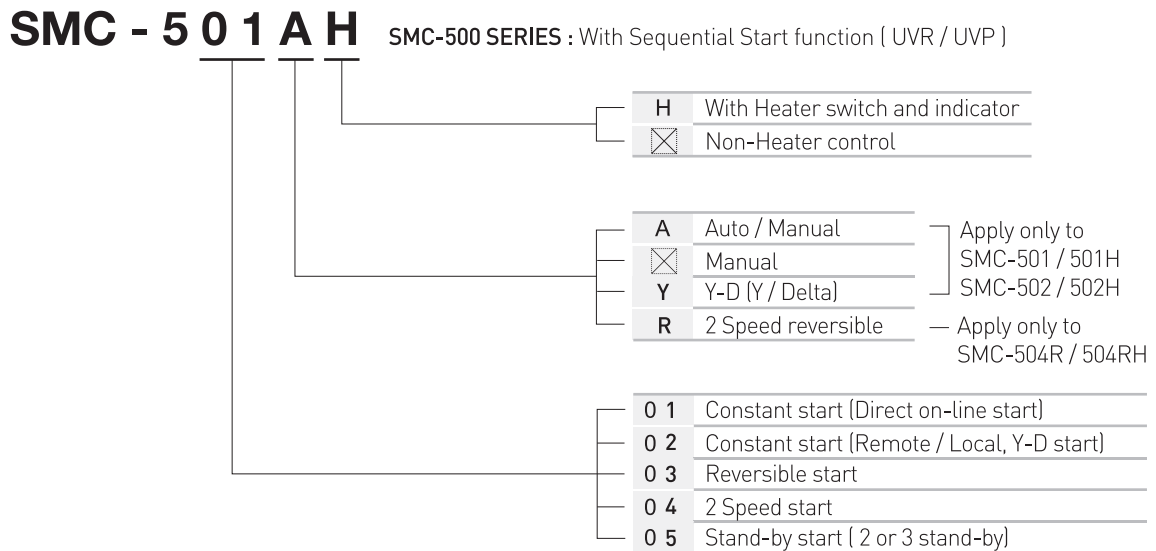 SMC - 5 0 1 A H SMC-500 SERIES : With Sequential Start function ( UVR / UVP )
H With Heater switch and indicator
Non-Heater control
A Auto / Manual
Manual
Y Y-D (Y / Delta)
Apply only to
SMC-501 / 501H
SMC-502 / 502H
R 2 Speed reversible — Apply only to
SMC-504R / 504RH
0 1 Constant start (Direct on-line start)
0 2 Constant start (Remote / Local, Y-D start)
0 3 Reversible start
0 4 2 Speed start
0 5 Stand-by start ( 2 or 3 stand-by)